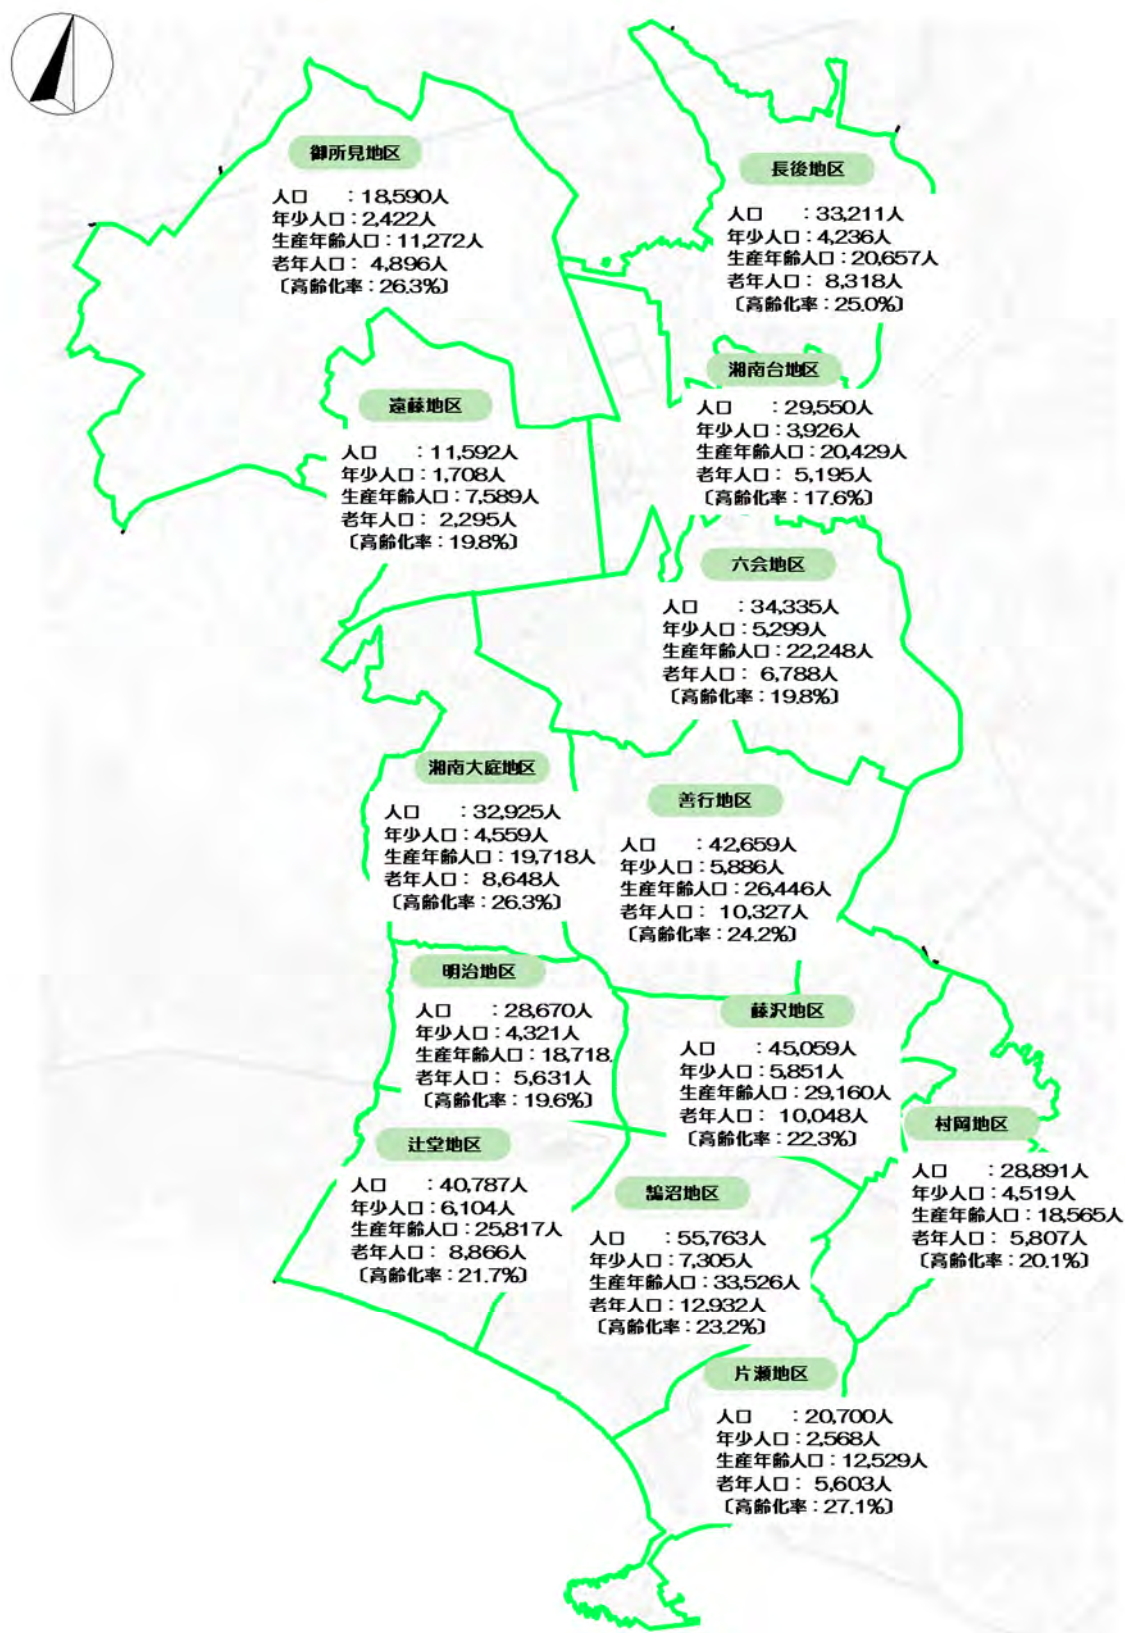 御所見地区
人口　　：18,590人
年少人口：2,422人
生産年齢人口：11,272人
老年人口： 4,896人
〔高齢化率：26.3%〕
長後地区
人口　　：33,211人
年少人口：4,236人
生産年齢人口：20,657人
老年人口： 8,318人
〔高齢化率：25.0%〕
湘南台地区
人口　　：29,550人
年少人口：3,926人
生産年齢人口：20,429人
老年人口： 5,195人
〔高齢化率：17.6%〕
遠藤地区
人口　　：11,592人
年少人口：1,708人
生産年齢人口：7,589人
老年人口： 2,295人
〔高齢化率：19.8%〕
六会地区
人口　　：34,335人
年少人口：5,299人
生産年齢人口：22,248人
老年人口： 6,788人
〔高齢化率：19.8%〕
湘南大庭地区
人口　　：32,925人
年少人口：4,559人
生産年齢人口：19,718人
老年人口： 8,648人
〔高齢化率：26.3%〕
善行地区
人口　　：42,659人
年少人口：5,886人
生産年齢人口：26,446人
老年人口： 10,327人
〔高齢化率：24.2%〕
明治地区
人口　　：28,670人
年少人口：4,321人
生産年齢人口：18,718
老年人口： 5,631人
〔高齢化率：19.6%〕
藤沢地区
人口　　：45,059人
年少人口：5,851人
生産年齢人口：29,160人
老年人口： 10,048人
〔高齢化率：22.3%〕
村岡地区
人口　　：28,891人
年少人口：4,519人
生産年齢人口：18,565人
老年人口： 5,807人
〔高齢化率：20.1%〕
辻堂地区
人口　　：40,787人
年少人口：6,104人
生産年齢人口：25,817人
老年人口： 8,866人
〔高齢化率：21.7%〕
鵠沼地区
人口　　：55,763人
年少人口：7,305人
生産年齢人口：33,526人
老年人口：12,932人
〔高齢化率：23.2%〕
片瀬地区
人口　　：20,700人
年少人口：2,568人
生産年齢人口：12,529人
老年人口： 5,603人
〔高齢化率：27.1%〕